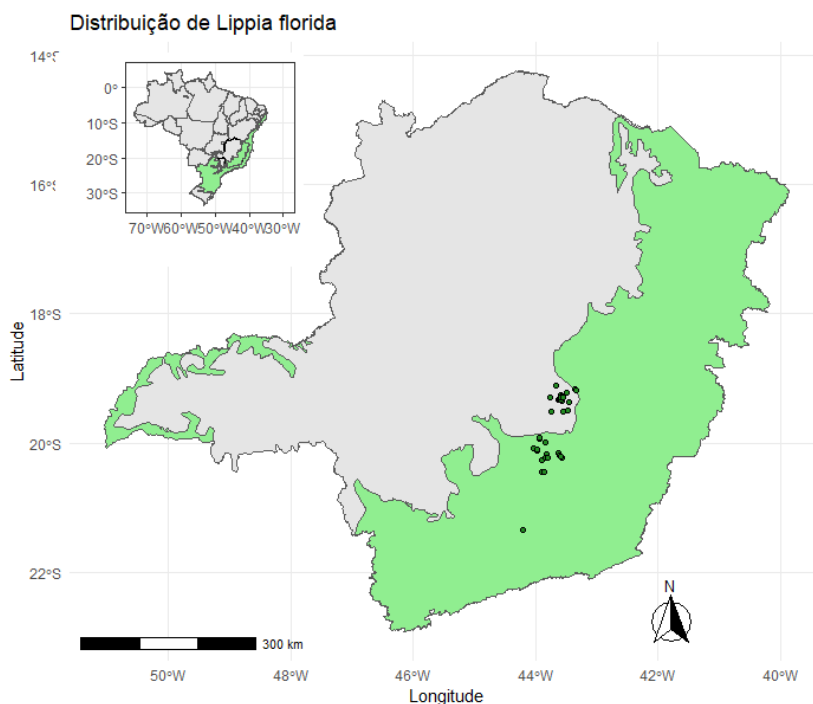 Distribuição de Lippia florida
14°S
0°
10°S
20°S
30°S
70°W60°W50°W40°W30°W
16°S
18°S
Latitude
20°S
22°S
N
300 km
50°W 48°W 46°W 44°W 42°W 40°W
Longitude